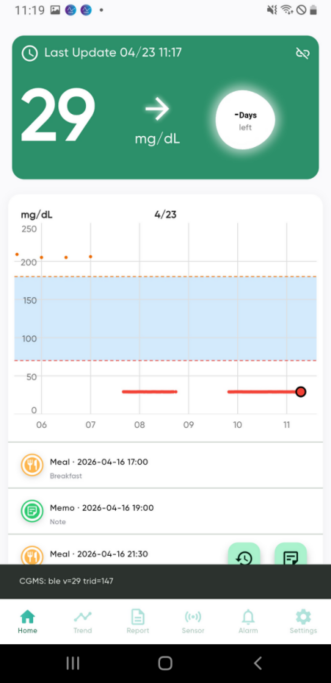 11:19
Last Update 04/23 11:17
29
mg/dL
-Days
left
mg/dL
4/23
250
200
150
100
50
0
06 07 08 09 10 11
Meal · 2026-04-16 17:00
Breakfast
Memo · 2026-04-16 19:00
Note
Meal · 2026-04-16 21:30
CGMS: ble v=29 trid=147
Home Trend Report Sensor Alarm Settings